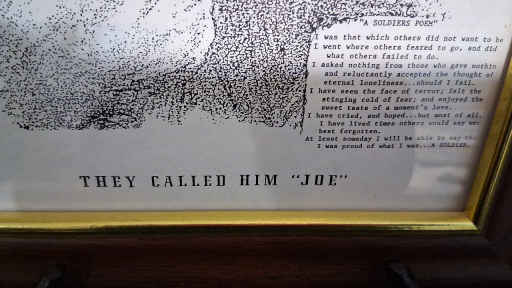 "A SOLDIERS POEM"
I was that which others did not want to be
I went where others feared to go, and did
what others failed to do.
I asked nothing from those who gave nothin
and reluctantly accepted the thought of
eternal loneliness...should I fail.
I have seen the face of terror; felt the
stinging cold of fear; and enjoyed the
sweet taste of a moment's love.
I have cried, and hoped...but most of all,
I have lived times others would say were
best forgotten.
At least someday I will be able to say tha
I was proud of what I was...A SOLDIER.
THEY CALLED HIM "JOE"